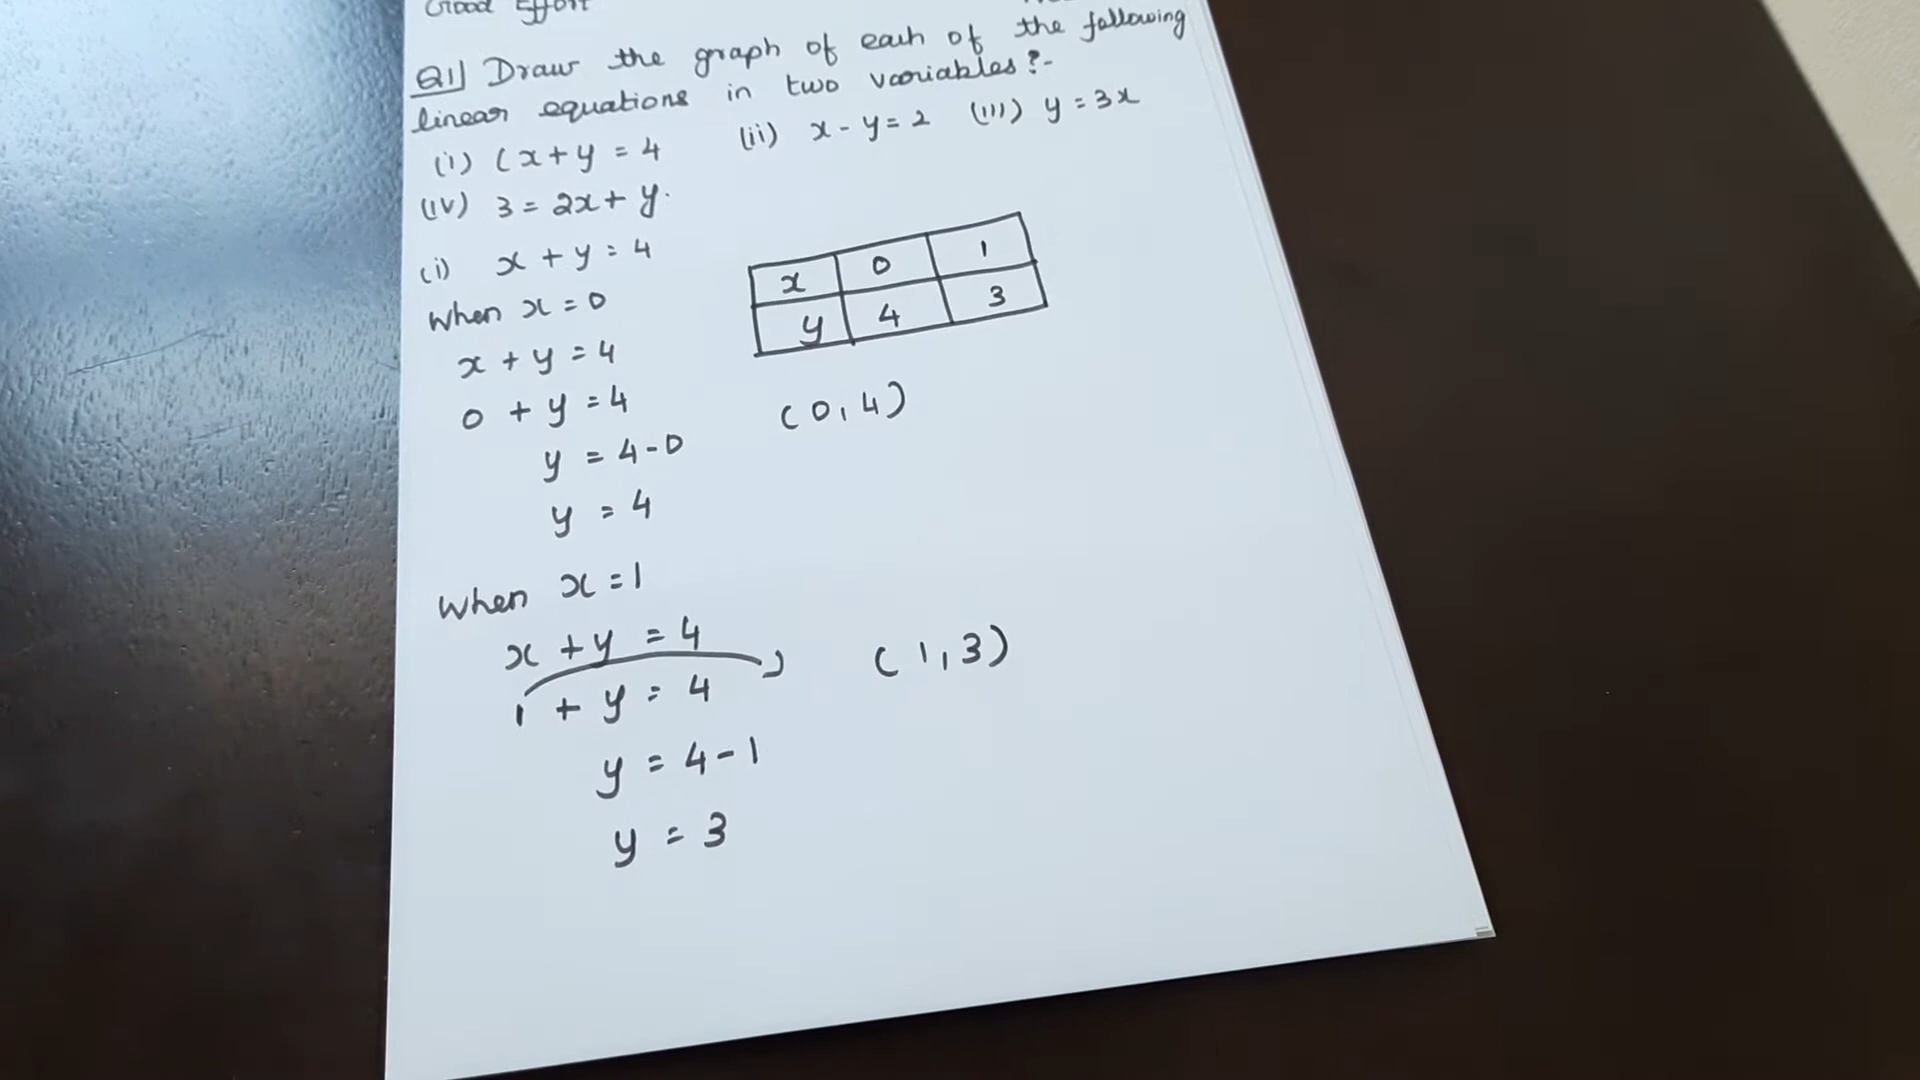 Good Effort
Q1] Draw the graph of each of the following
linear equations in two variables?-
(i) (x+y = 4 (ii) x - y = 2 (iii) y = 3x
(iv) 3 = 2x + y.
(i) x + y = 4
When x = 0
x + y = 4
0 + y = 4
y = 4-0
y = 4
x 0 1
y 4 3
(0, 4)
When x = 1
x + y = 4
1 + y = 4
y = 4 - 1
y = 3
(1, 3)